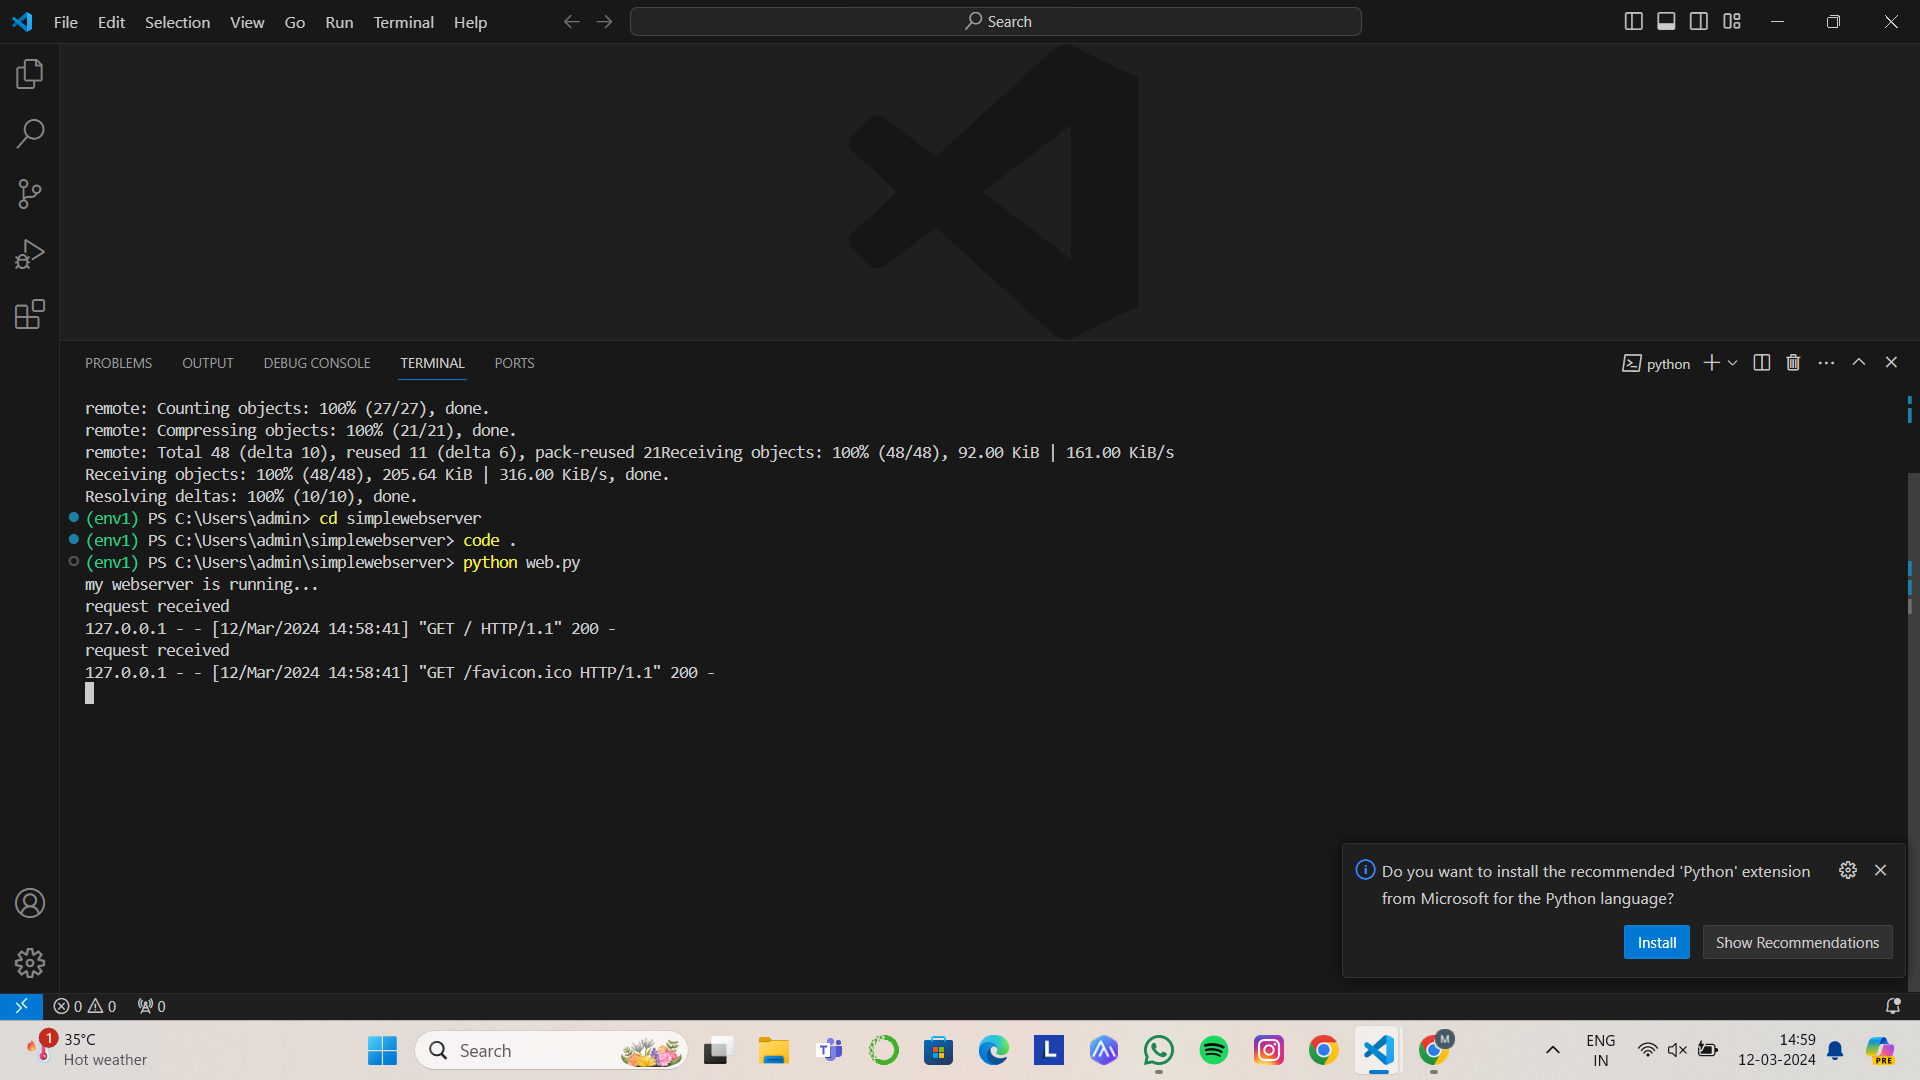 File Edit Selection View Go Run Terminal Help
Search
PROBLEMS OUTPUT DEBUG CONSOLE TERMINAL PORTS
python
remote: Counting objects: 100% (27/27), done.
remote: Compressing objects: 100% (21/21), done.
remote: Total 48 (delta 10), reused 11 (delta 6), pack-reused 21Receiving objects: 100% (48/48), 92.00 KiB | 161.00 KiB/s
Receiving objects: 100% (48/48), 205.64 KiB | 316.00 KiB/s, done.
Resolving deltas: 100% (10/10), done.
(env1) PS C:\Users\admin> cd simplewebserver
(env1) PS C:\Users\admin\simplewebserver> code .
(env1) PS C:\Users\admin\simplewebserver> python web.py
my webserver is running...
request received
127.0.0.1 - - [12/Mar/2024 14:58:41] "GET / HTTP/1.1" 200 -
request received
127.0.0.1 - - [12/Mar/2024 14:58:41] "GET /favicon.ico HTTP/1.1" 200 -
Do you want to install the recommended 'Python' extension
from Microsoft for the Python language?
Install Show Recommendations
0 0 0
1 35°C
Hot weather
Search
L
M
ENG
IN
14:59
12-03-2024
PRE